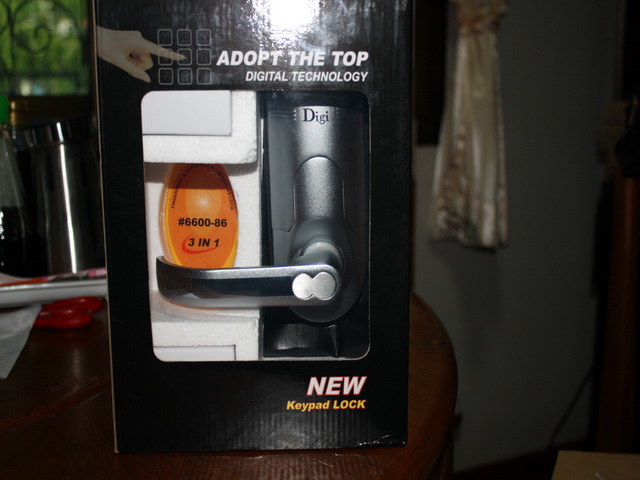 ADOPT THE TOP
DIGITAL TECHNOLOGY
Digi
#6600-86
3 IN 1
NEW
Keypad LOCK